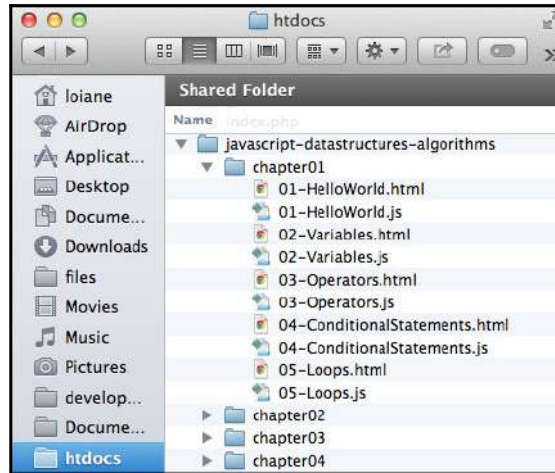 htdocs
loiane
AirDrop
Applicat...
Desktop
Docume...
Downloads
files
Movies
Music
Pictures
develop...
Docume...
htdocs
Shared Folder
Name
index.php
javascript-datastructures-algorithms
chapter01
01-HelloWorld.html
01-HelloWorld.js
02-Variables.html
02-Variables.js
03-Operators.html
03-Operators.js
04-ConditionalStatements.html
04-ConditionalStatements.js
05-Loops.html
05-Loops.js
chapter02
chapter03
chapter04